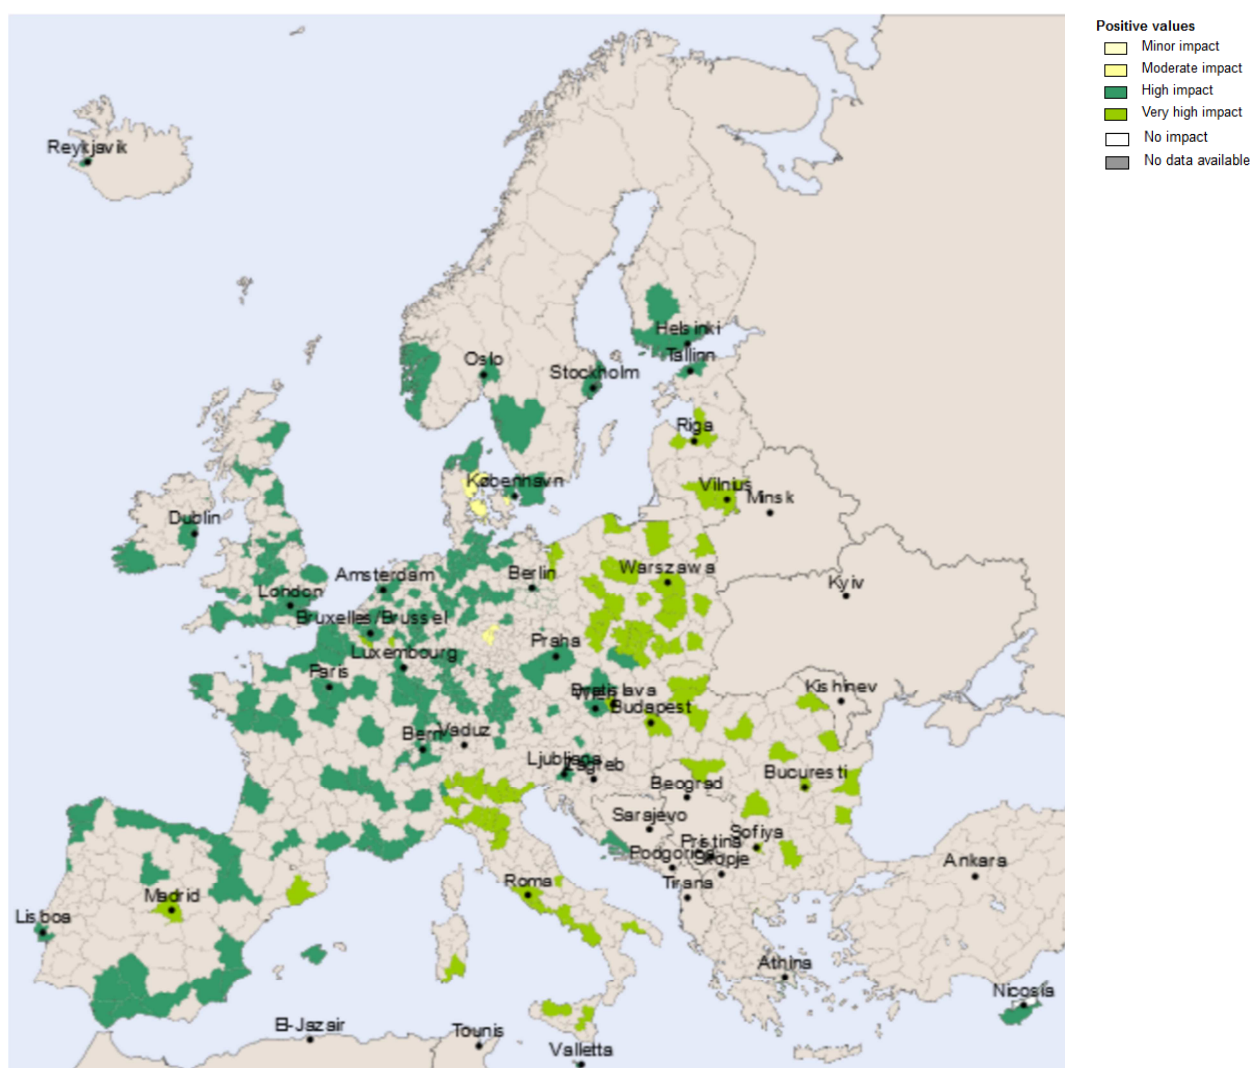 Positive values
Minor impact
Moderate impact
High impact
Very high impact
No impact
No data available
Reykjavik
Helsinki
Tallinn
Oslo
Stockholm
Riga
København
Vilnius
Minsk
Dublin
Amsterdam
Berlin
Warszawa
Kyiv
London
Bruxelles/Brussel
Praha
Luxembourg
Paris
Bratislava
Wien
Kishinev
Budapest
Bern
Vaduz
Ljubljana
Zagreb
Bucuresti
Beograd
Sarajevo
Sofiya
Pristina
Podgorica
Skopje
Ankara
Roma
Tirana
Madrid
Lisboa
Athina
Nicosia
El-Jazair
Tounis
Valletta